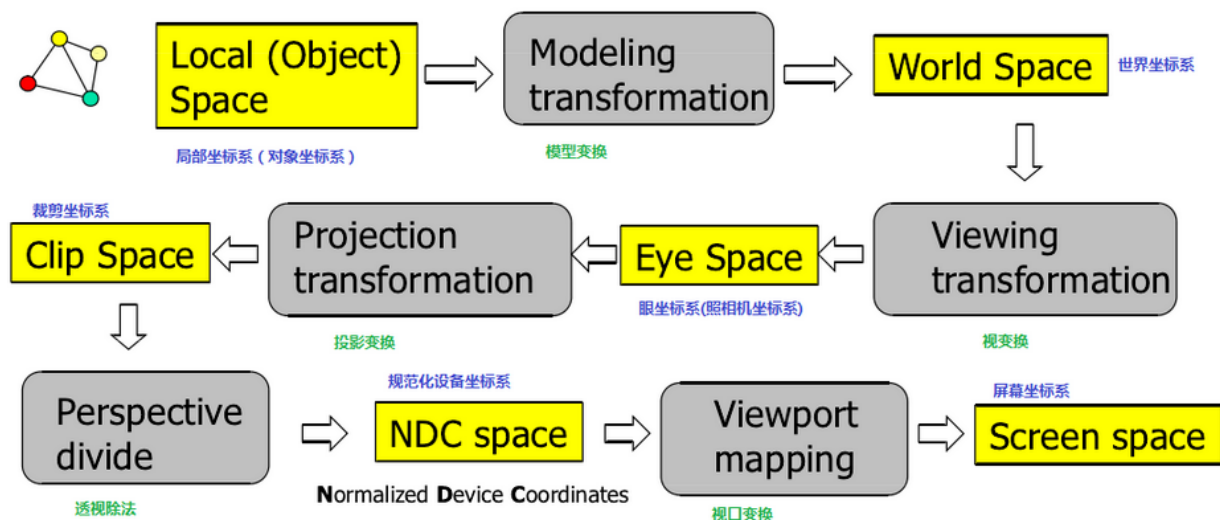 Local (Object)
Space
局部坐标系（对象坐标系）
Modeling
transformation
模型变换
World Space
世界坐标系
Viewing
transformation
视变换
Eye Space
眼坐标系(照相机坐标系)
Projection
transformation
投影变换
裁剪坐标系
Clip Space
Perspective
divide
透视除法
规范化设备坐标系
NDC space
Normalized Device Coordinates
Viewport
mapping
视口变换
屏幕坐标系
Screen space